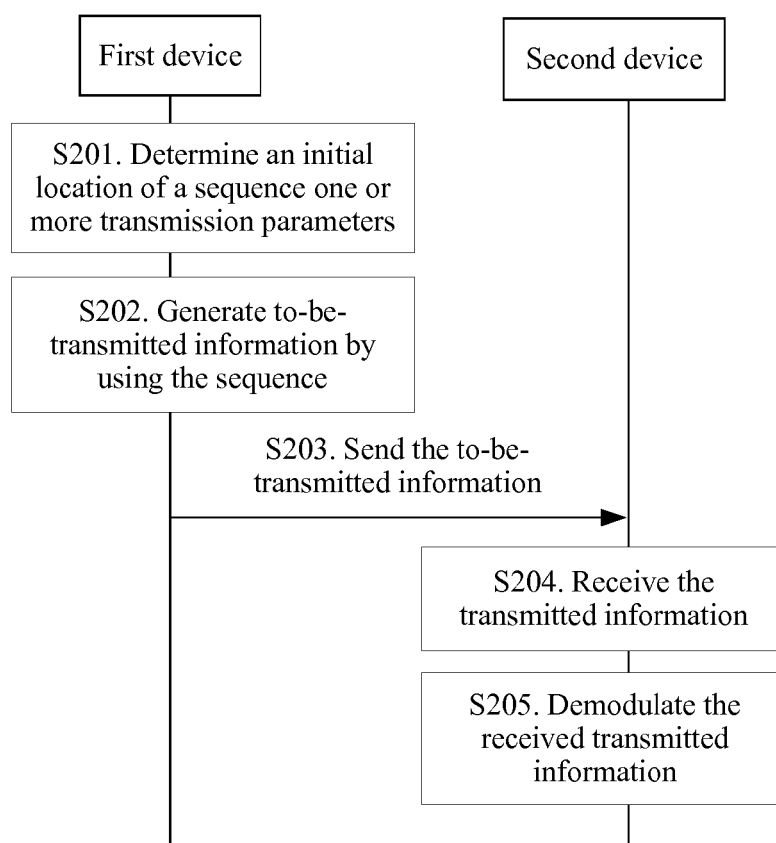 First device
Second device
S201. Determine an initial
location of a sequence one or
more transmission parameters
S202. Generate to-be-
transmitted information by
using the sequence
S203. Send the to-be-
transmitted information
S204. Receive the
transmitted information
S205. Demodulate the
received transmitted
information